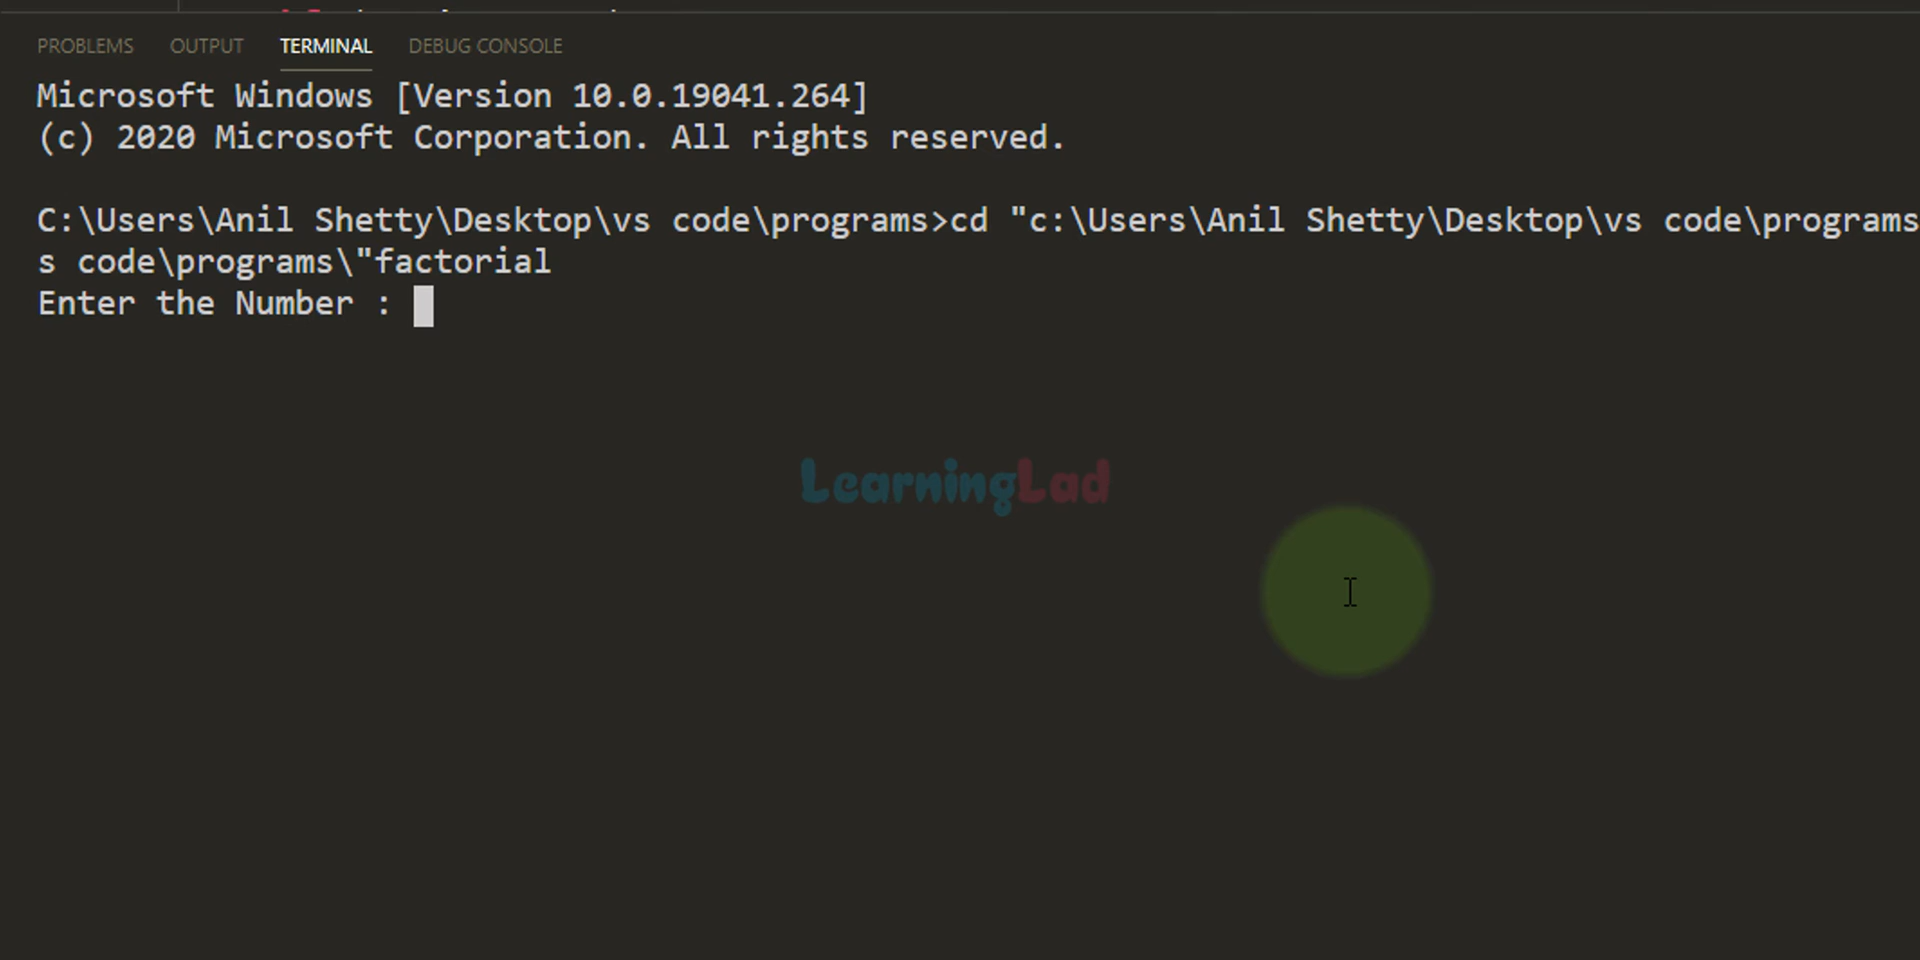 PROBLEMS OUTPUT TERMINAL DEBUG CONSOLE
Microsoft Windows [Version 10.0.19041.264]
(c) 2020 Microsoft Corporation. All rights reserved.
C:\Users\Anil Shetty\Desktop\vs code\programs>cd "c:\Users\Anil Shetty\Desktop\vs code\programs
s code\programs\"factorial
Enter the Number :
LearningLad